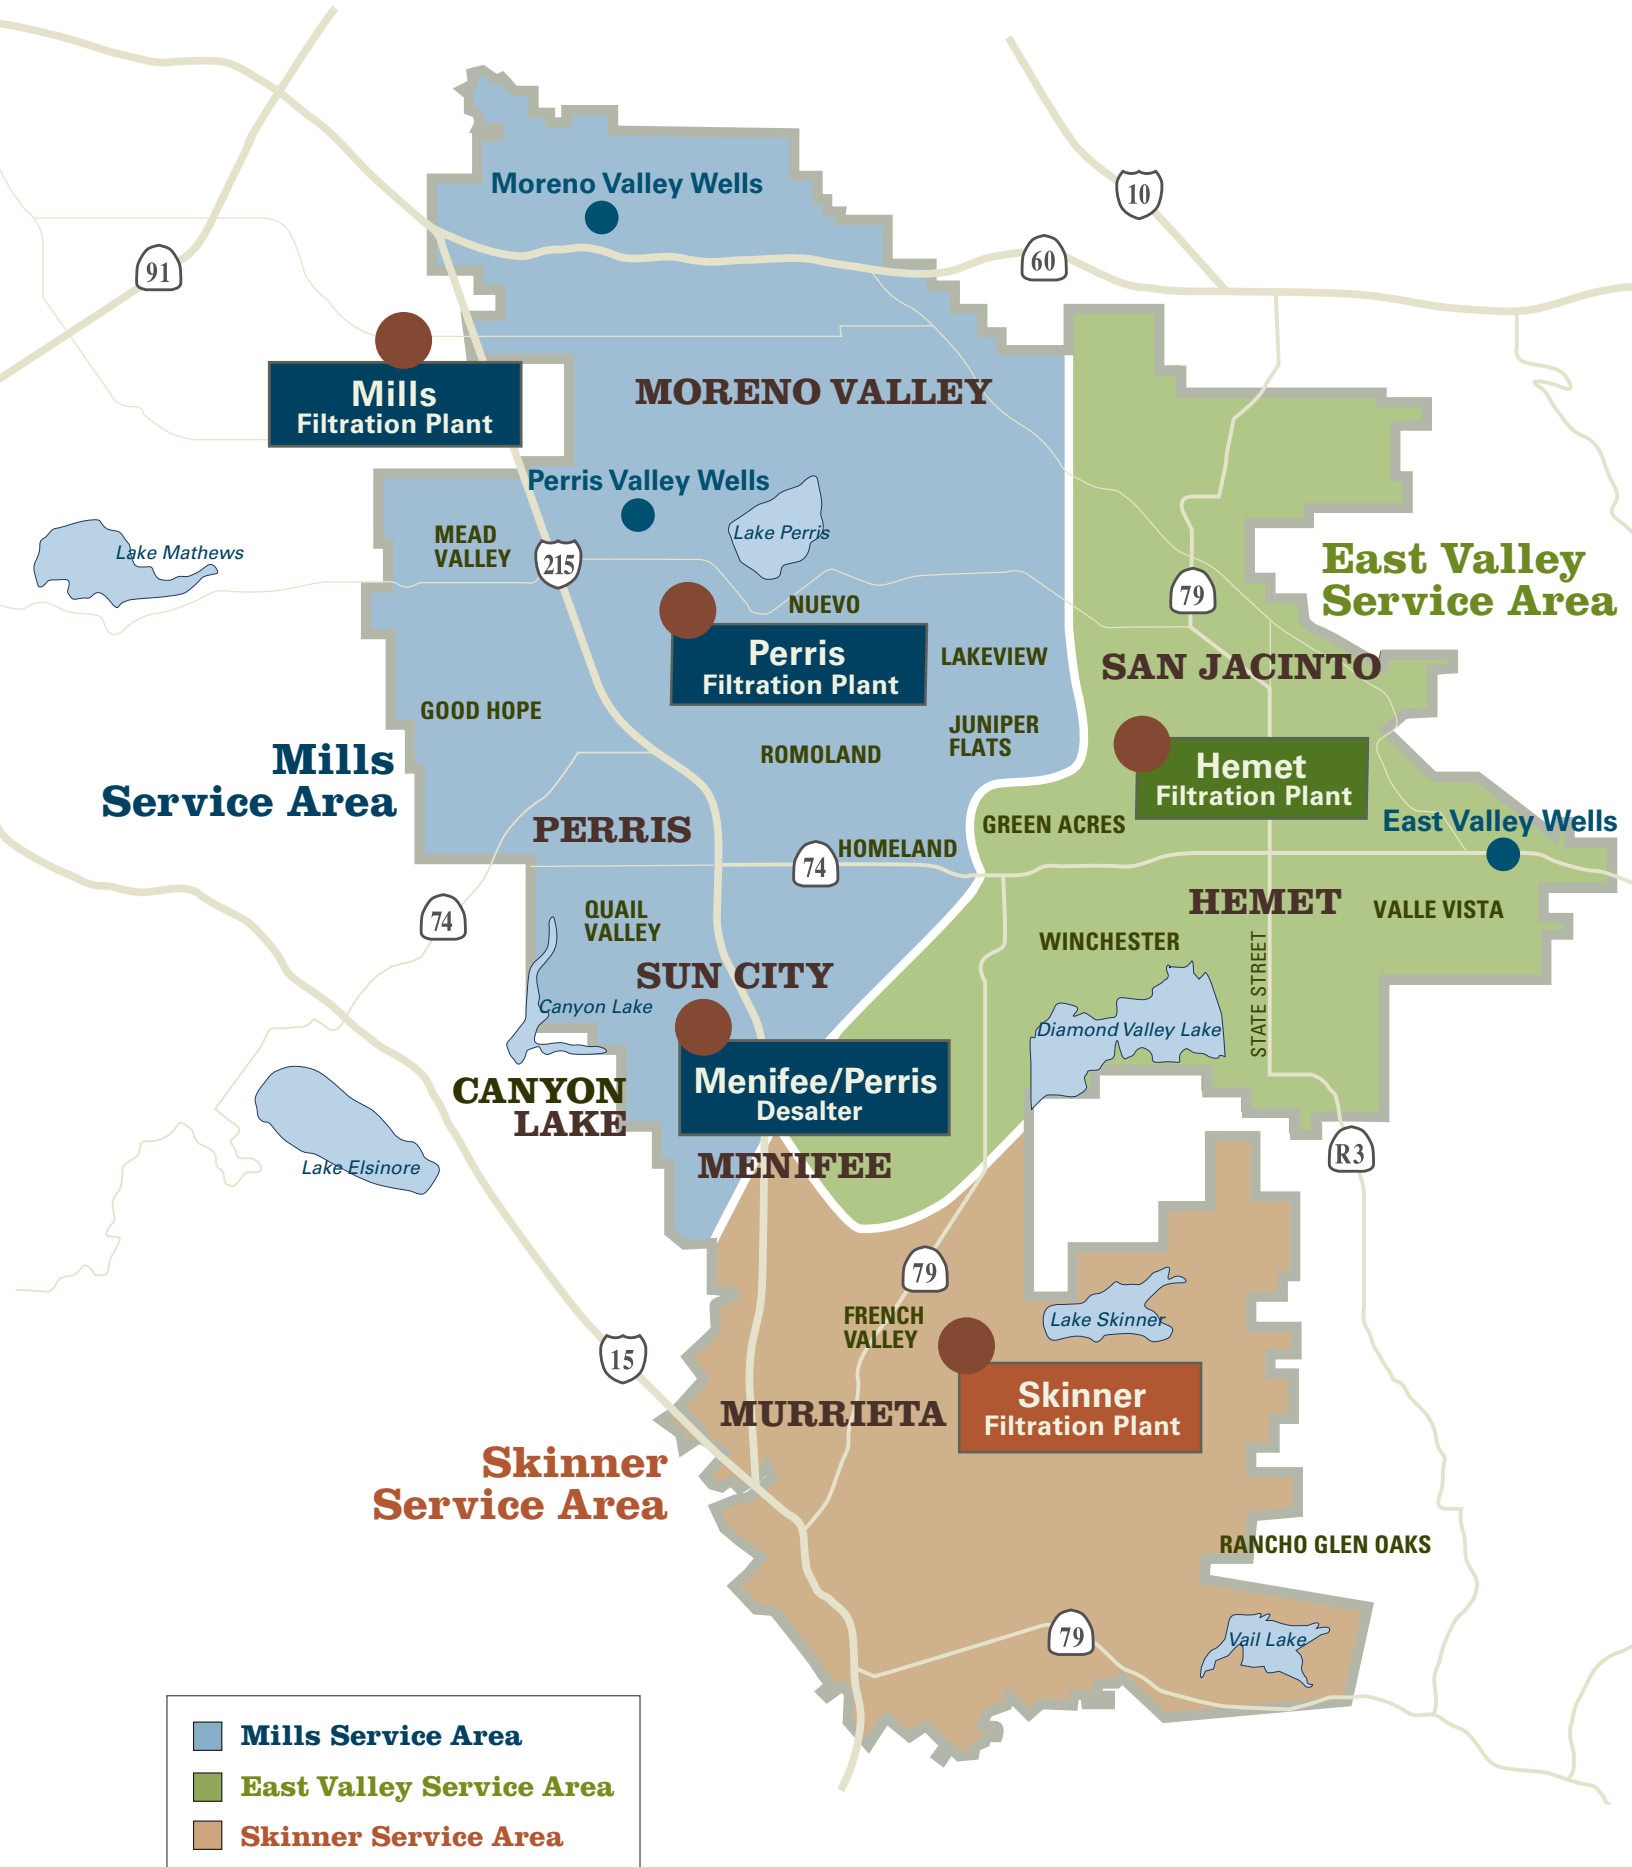 Moreno Valley Wells
10
60
91
Mills
Filtration Plant
MORENO VALLEY
Perris Valley Wells
Lake Perris
MEAD
VALLEY
Lake Mathews
215
East Valley
Service Area
79
NUEVO
Perris
Filtration Plant
LAKEVIEW
SAN JACINTO
GOOD HOPE
JUNIPER
FLATS
ROMOLAND
Mills
Service Area
Hemet
Filtration Plant
East Valley Wells
PERRIS
GREEN ACRES
HOMELAND
74
74
HEMET
VALLE VISTA
QUAIL
VALLEY
WINCHESTER
STATE STREET
SUN CITY
Canyon Lake
Diamond Valley Lake
CANYON
LAKE
Menifee/Perris
Desalter
MENIFEE
Lake Elsinore
R3
79
FRENCH
VALLEY
Lake Skinner
15
Skinner
Filtration Plant
MURRIETA
Skinner
Service Area
RANCHO GLEN OAKS
79
Vail Lake
Mills Service Area
East Valley Service Area
Skinner Service Area